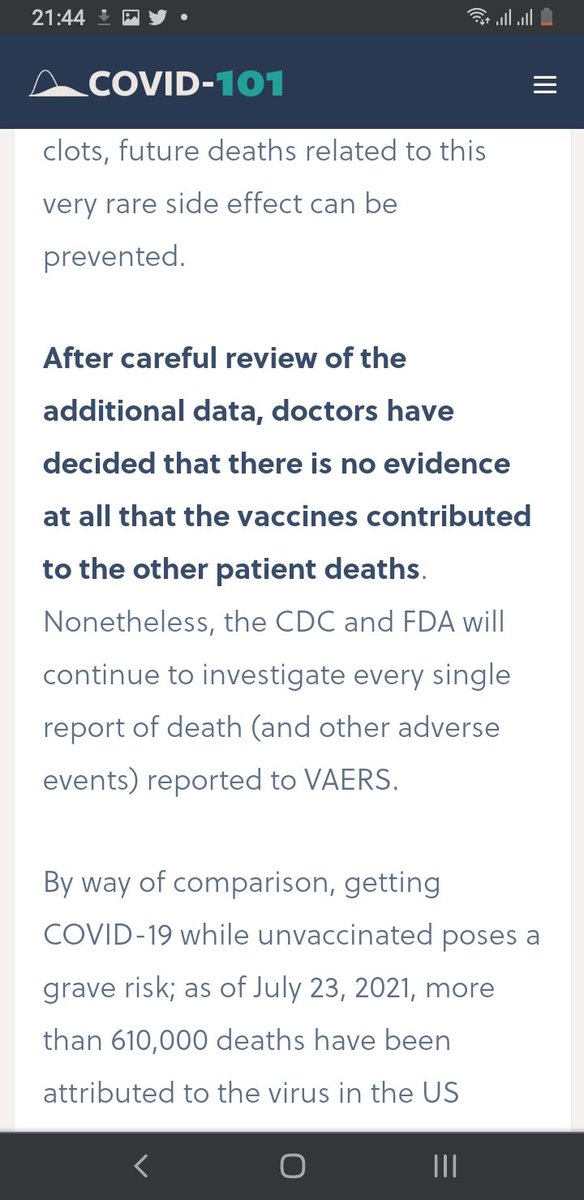 21:44
COVID-101
clots, future deaths related to this
very rare side effect can be
prevented.
After careful review of the
additional data, doctors have
decided that there is no evidence
at all that the vaccines contributed
to the other patient deaths.
Nonetheless, the CDC and FDA will
continue to investigate every single
report of death (and other adverse
events) reported to VAERS.
By way of comparison, getting
COVID-19 while unvaccinated poses a
grave risk; as of July 23, 2021, more
than 610,000 deaths have been
attributed to the virus in the US